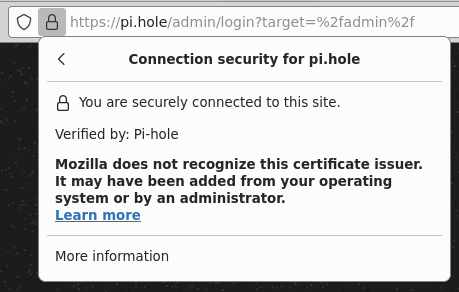 https://pi.hole/admin/login?target=%2fadmin%2f
Connection security for pi.hole
You are securely connected to this site.
Verified by: Pi-hole
Mozilla does not recognize this certificate issuer.
It may have been added from your operating
system or by an administrator.
Learn more
More information